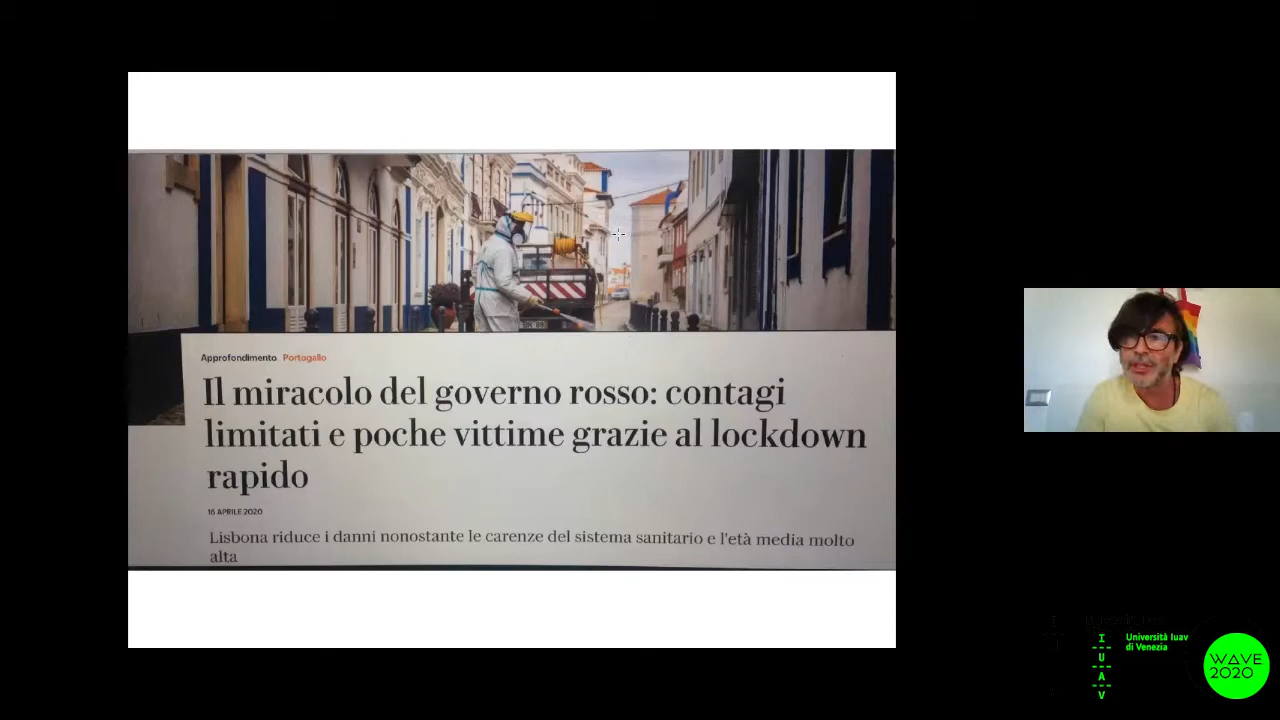 Approfondimento Portogallo
Il miracolo del governo rosso: contagi
limitati e poche vittime grazie al lockdown
rapido
16 APRILE 2020
Lisbona riduce i danni nonostante le carenze del sistema sanitario e l'età media molto
alta
I
U
A
V
Università Iuav
di Venezia
WAVE
2020